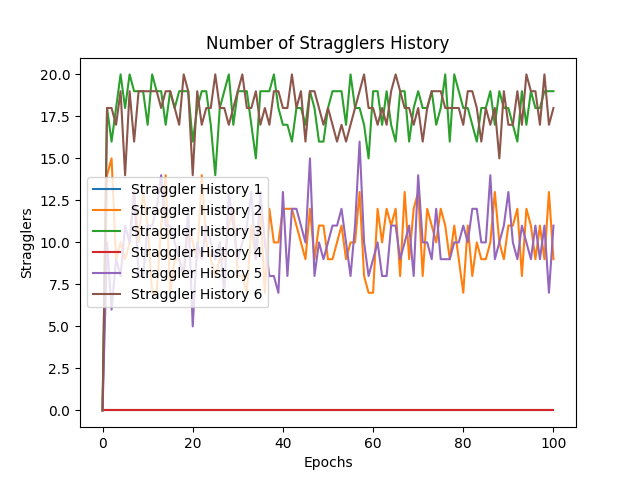 Number of Stragglers History
Stragglers
20.0
17.5
15.0
12.5
10.0
7.5
5.0
2.5
0.0
Straggler History 1
Straggler History 2
Straggler History 3
Straggler History 4
Straggler History 5
Straggler History 6
0 20 40 60 80 100
Epochs